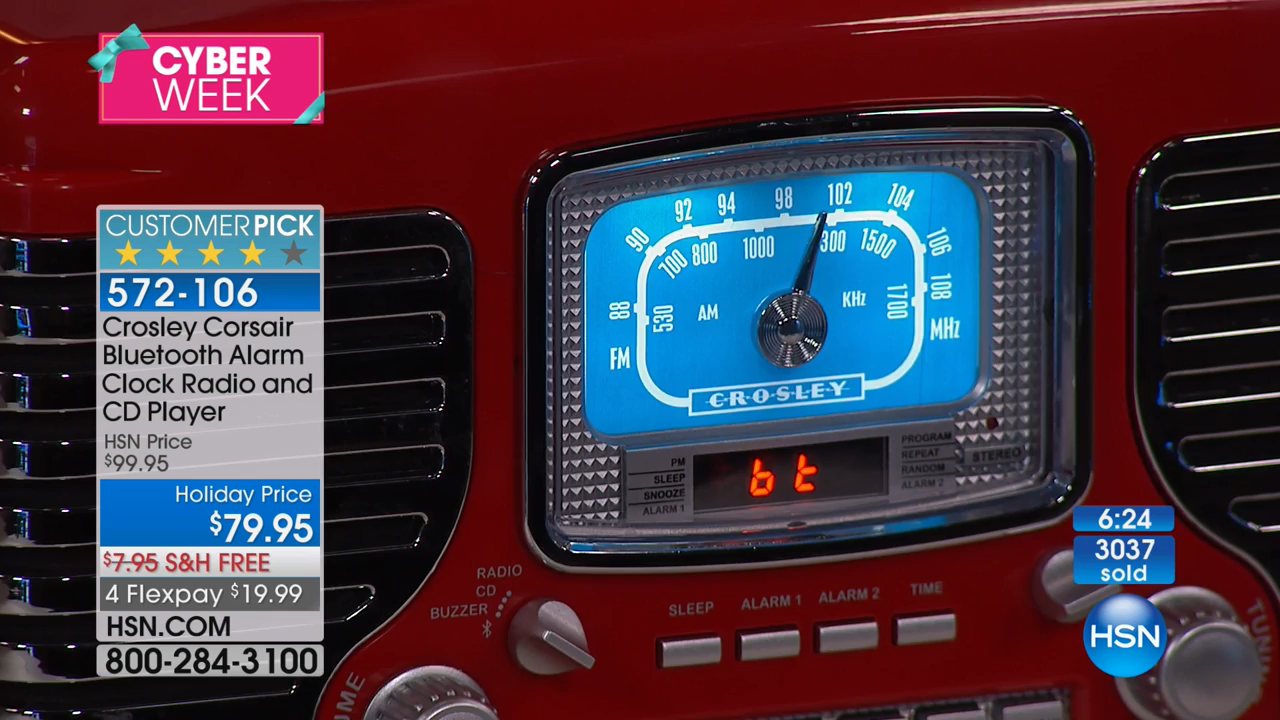 CYBER
WEEK
CUSTOMER PICK
572-106
Crosley Corsair
Bluetooth Alarm
Clock Radio and
CD Player
HSN Price
$99.95
Holiday Price
$79.95
$7.95 S&H FREE
4 Flexpay $19.99
HSN.COM
800-284-3100
90 92 94 98 102 104 106
700 800 1000 300 1500
88 530 AM KHz 1700 108
FM MHz
CROSLEY
PM
SLEEP
SNOOZE
ALARM 1
bt
PROGRAM
REPEAT
RANDOM
ALARM 2
STEREO
RADIO
CD
BUZZER
SLEEP ALARM 1 ALARM 2 TIME
6:24
3037
sold
HSN